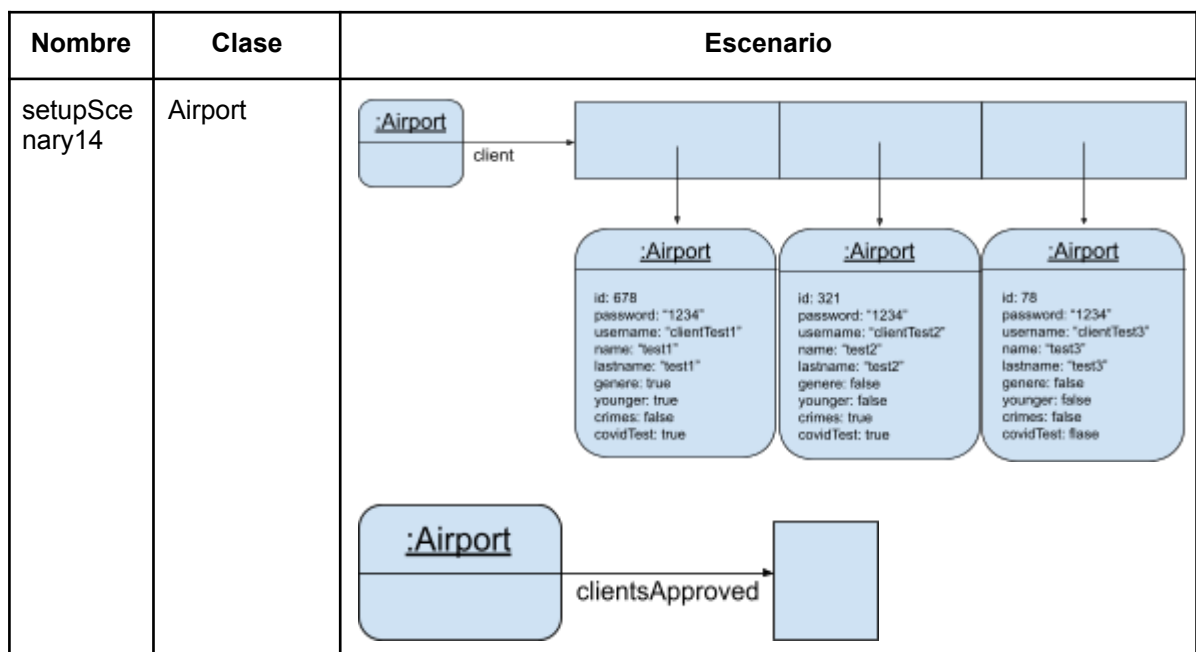 Nombre
Clase
Escenario
setupSce
nary14
Airport
:Airport
client
:Airport
id: 678
password: "1234"
username: "clientTest1"
name: "test1"
lastname: "test1"
genere: true
younger: true
crimes: false
covidTest: true
:Airport
id: 321
password: "1234"
username: "clientTest2"
name: "test2"
lastname: "test2"
genere: false
younger: false
crimes: true
covidTest: true
:Airport
id: 78
password: "1234"
username: "clientTest3"
name: "test3"
lastname: "test3"
genere: false
younger: false
crimes: false
covidTest: flase
:Airport
clientsApproved